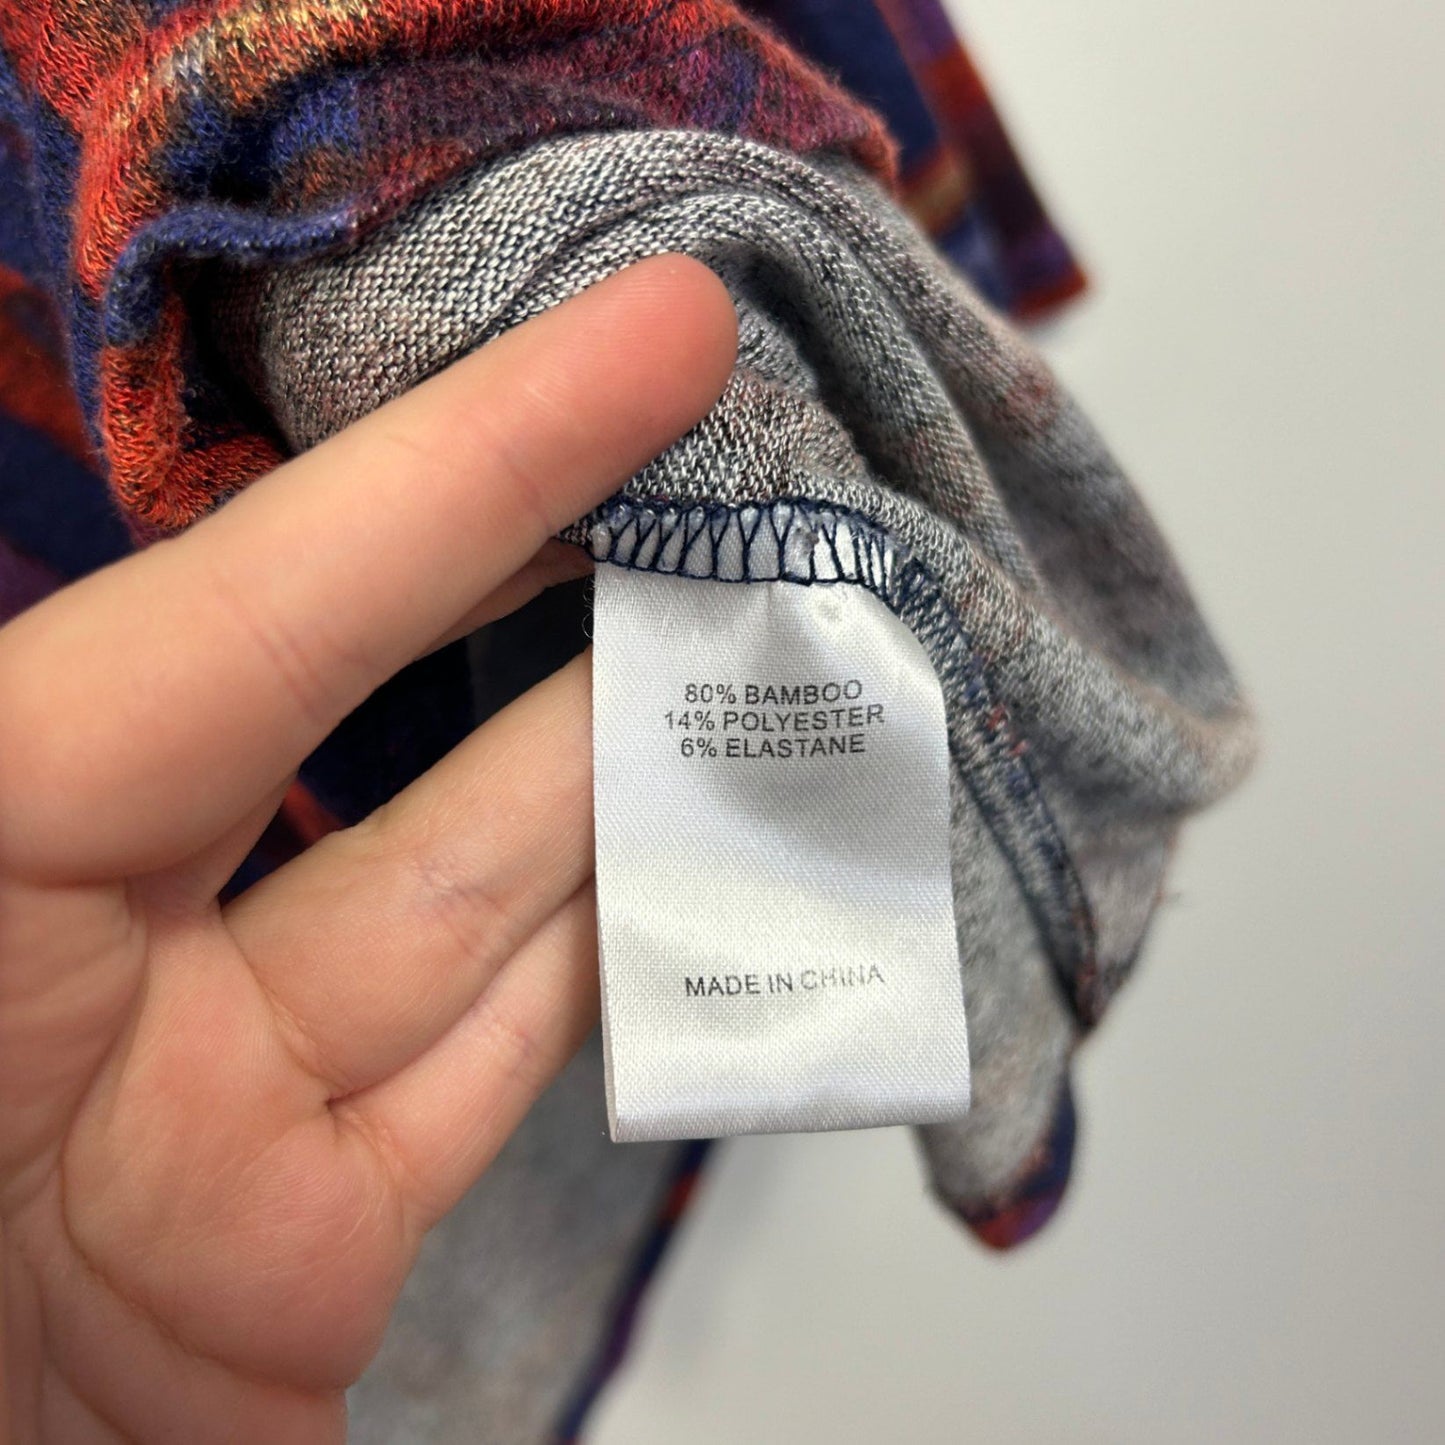 80% BAMBOO
14% POLYESTER
6% ELASTANE
MADE IN CHINA